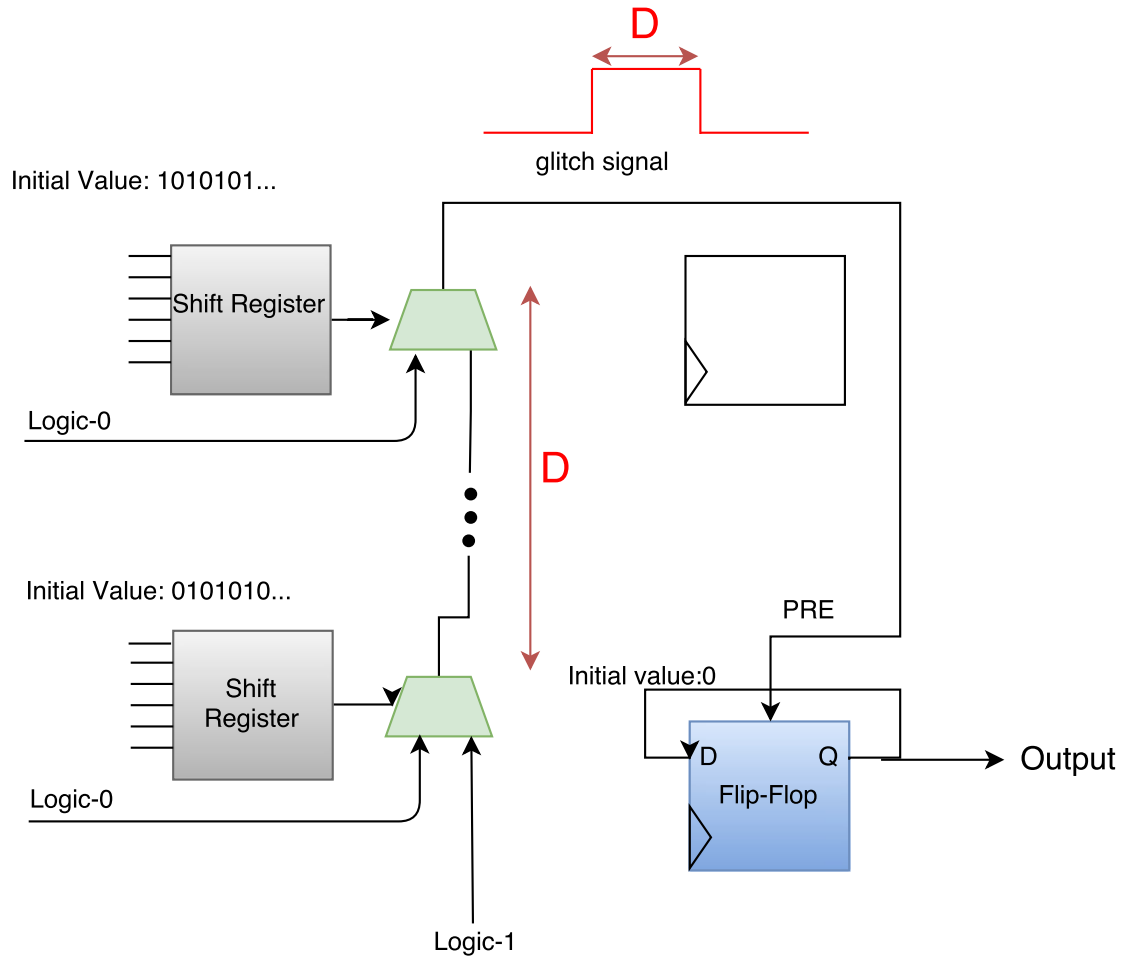 D
glitch signal
Initial Value: 1010101...
Shift Register
Logic-0
D
Initial Value: 0101010...
PRE
Shift
Register
Initial value:0
D
Q
Output
Flip-Flop
Logic-0
Logic-1